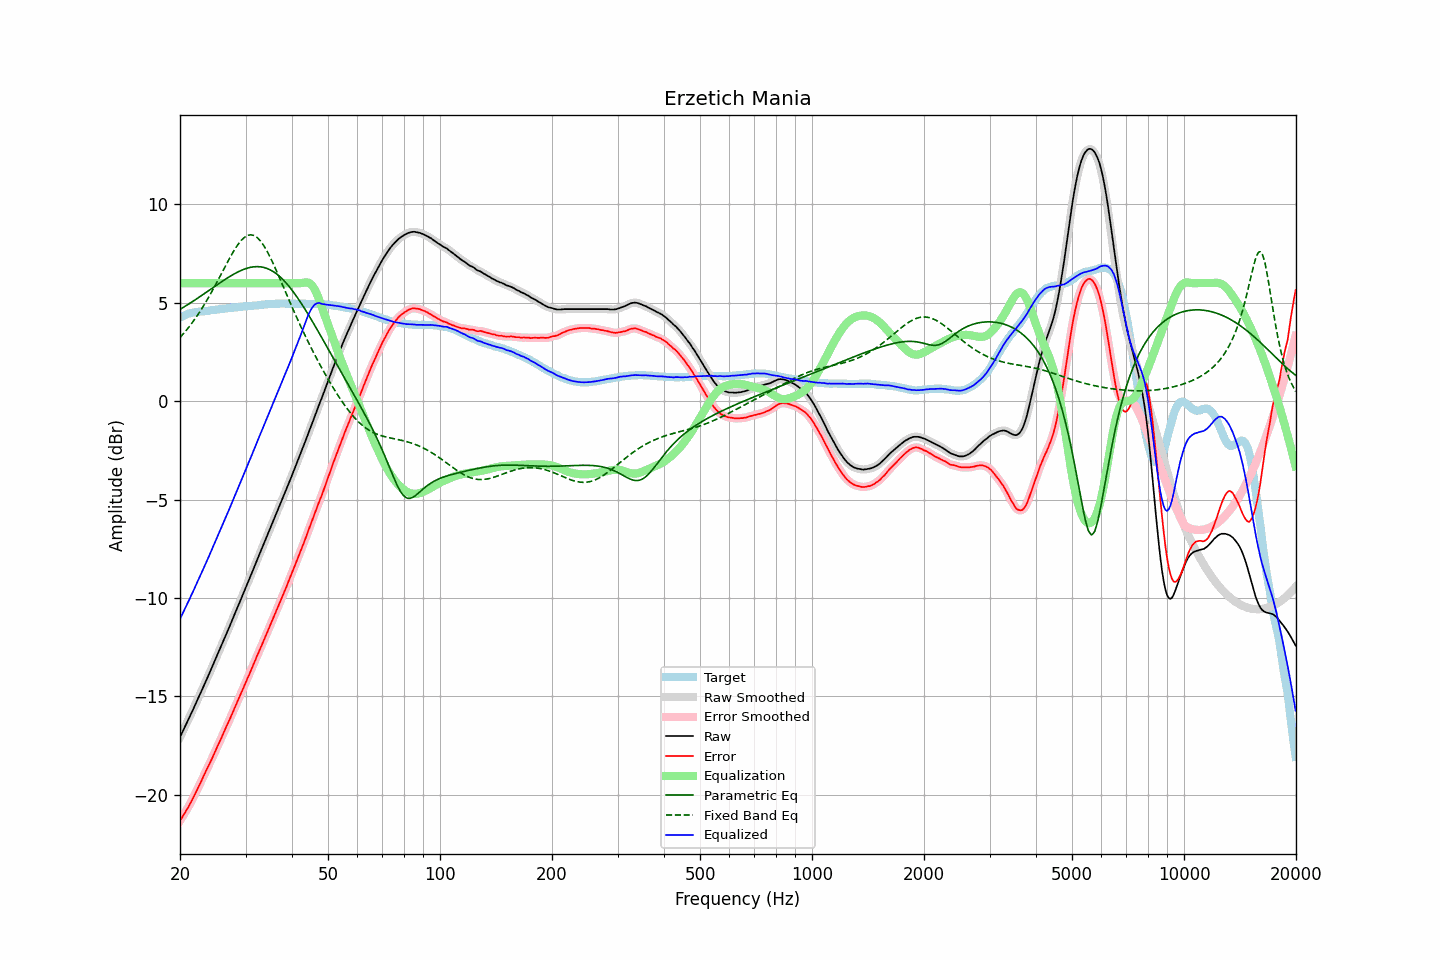 Erzetich Mania
Amplitude (dBr)
10
5
0
−5
−10
−15
−20
20
50
100
200
500
1000
2000
5000
10000
20000
Frequency (Hz)
Target
Raw Smoothed
Error Smoothed
Raw
Error
Equalization
Parametric Eq
Fixed Band Eq
Equalized